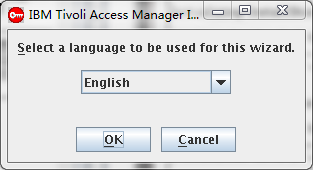 IBM Tivoli Access Manager I...
Select a language to be used for this wizard.
English
OK
Cancel